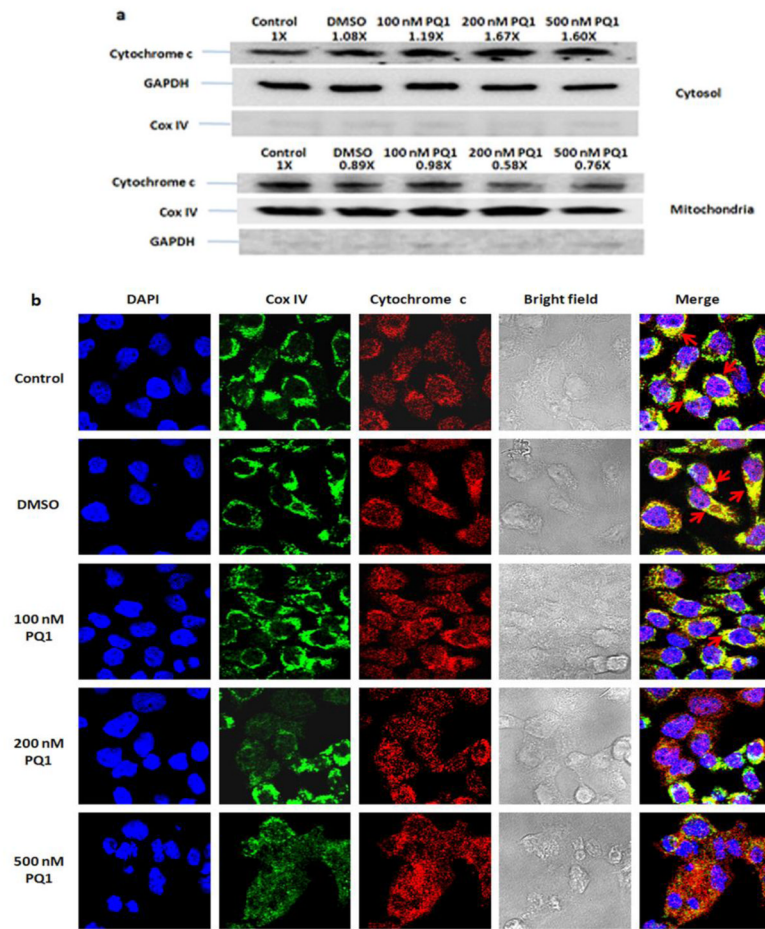 a
Control DMSO 100 nM PQ1 200 nM PQ1 500 nM PQ1
1X 1.08X 1.19X 1.67X 1.60X
Cytochrome c
GAPDH
Cytosol
Cox IV
Control DMSO 100 nM PQ1 200 nM PQ1 500 nM PQ1
1X 0.89X 0.98X 0.58X 0.76X
Cytochrome c
Cox IV
Mitochondria
GAPDH
b
DAPI Cox IV Cytochrome c Bright field Merge
Control
DMSO
100 nM
PQ1
200 nM
PQ1
500 nM
PQ1